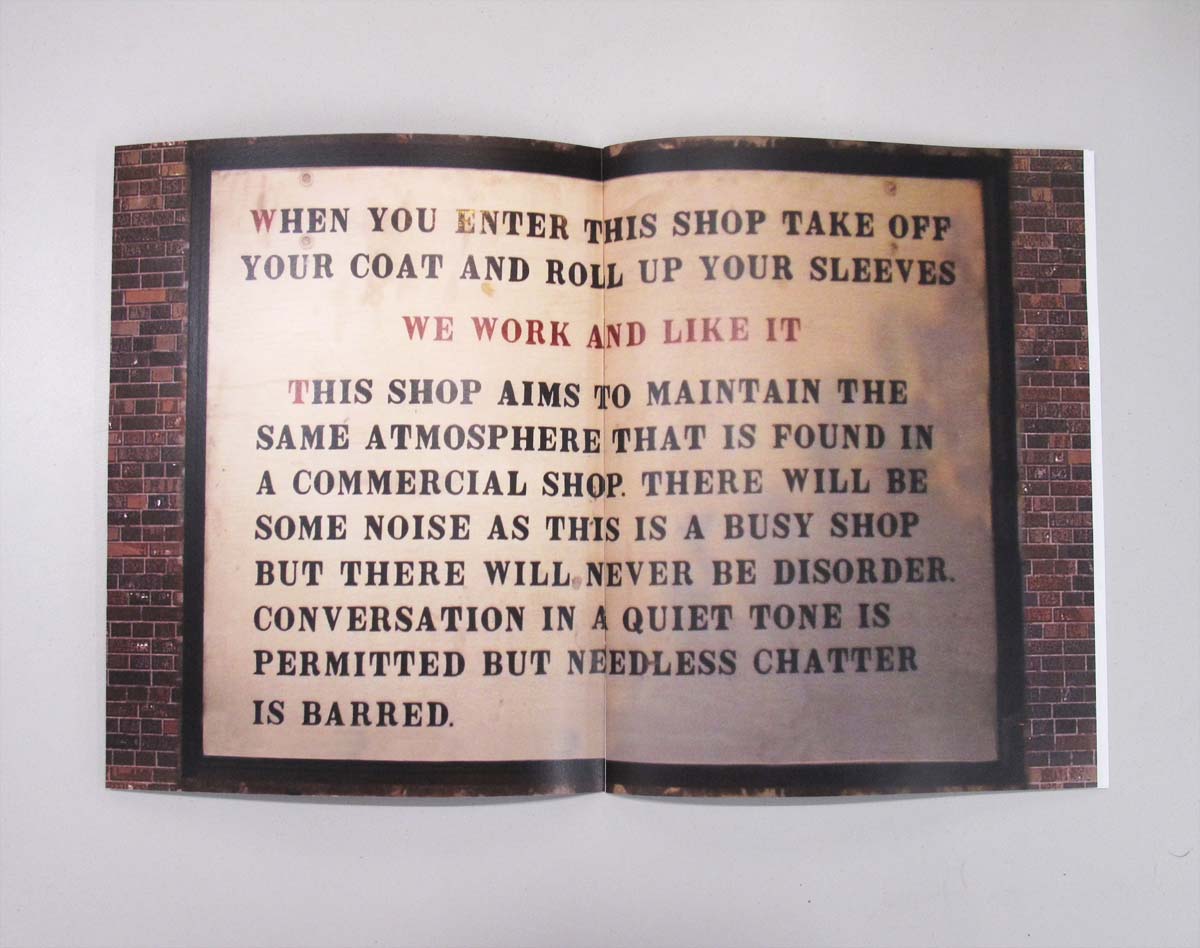 WHEN YOU ENTER THIS SHOP TAKE OFF
YOUR COAT AND ROLL UP YOUR SLEEVES
WE WORK AND LIKE IT
THIS SHOP AIMS TO MAINTAIN THE
SAME ATMOSPHERE THAT IS FOUND IN
A COMMERCIAL SHOP. THERE WILL BE
SOME NOISE AS THIS IS A BUSY SHOP
BUT THERE WILL NEVER BE DISORDER.
CONVERSATION IN A QUIET TONE IS
PERMITTED BUT NEEDLESS CHATTER
IS BARRED.